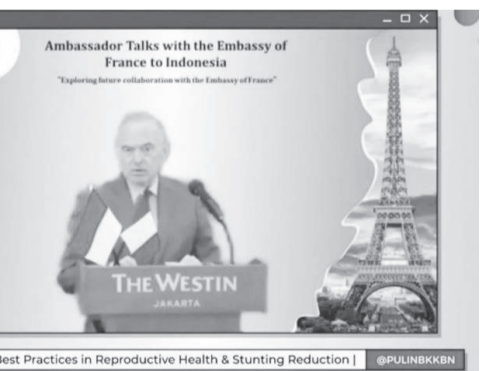 Ambassador Talks with the Embassy of
France to Indonesia
"Exploring future collaboration with the Embassy of France"
THE WESTIN
JAKARTA
Best Practices in Reproductive Health & Stunting Reduction |
@PULINBKKBN